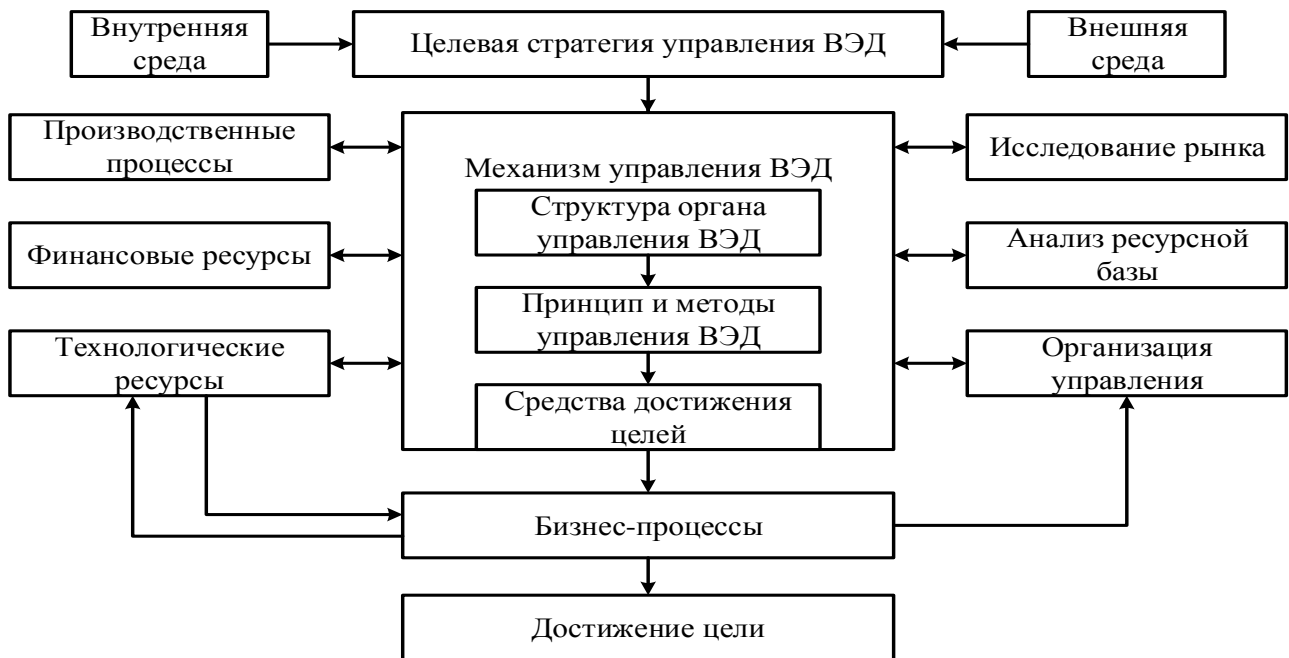 Внутренняя
среда
Целевая стратегия управления ВЭД
Внешняя
среда
Производственные
процессы
Финансовые ресурсы
Технологические
ресурсы
Механизм управления ВЭД
Структура органа
управления ВЭД
Принцип и методы
управления ВЭД
Средства достижения
целей
Исследование рынка
Анализ ресурсной
базы
Организация
управления
Бизнес-процессы
Достижение цели